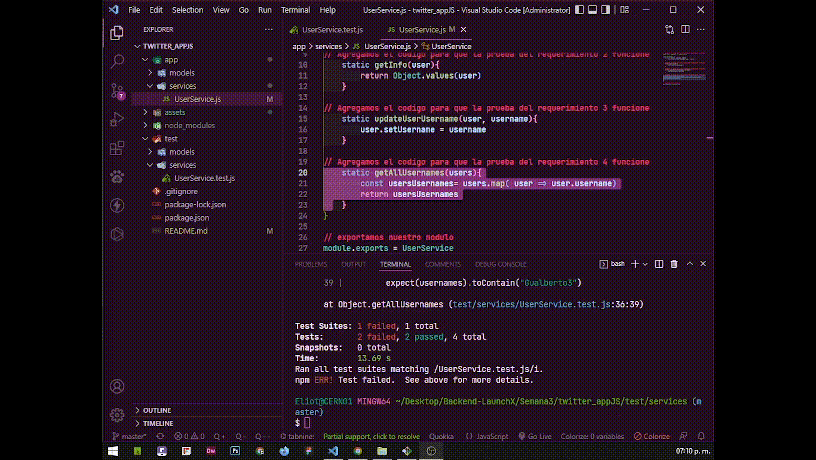 File Edit Selection View Go Run Terminal Help UserService.js - twitter_appJS - Visual Studio Code [Administrator]
EXPLORER
UserService.test.js UserService.js M
TWITTER_APPJS
app > services > UserService.js > UserService
app
models
services
UserService.js M
assets
node_modules
test
models
services
UserService.test.js
.gitignore
package-lock.json
package.json
README.md M
OUTLINE
TIMELINE
9 // Agregamos el codigo para que la prueba del requerimiento 2 funcione
10 static getInfo(user){
11 return Object.values(user)
12 }
13
14 // Agregamos el codigo para que la prueba del requerimiento 3 funcione
15 static updateUserUsername(user, username){
16 user.setUsername = username
17 }
18
19 // Agregamos el codigo para que la prueba del requerimiento 4 funcione
20 static getAllUsernames(users){
21 const usersUsernames= users.map( user => user.username)
22 return usersUsernames
23 }
24 }
25
26 // exportamos nuestro modulo
27 module.exports = UserService
PROBLEMS OUTPUT TERMINAL COMMENTS DEBUG CONSOLE bash
39 | expect(usernames).toContain("Gualberto3")
at Object.getAllUsernames (test/services/UserService.test.js:36:39)
Test Suites: 1 failed, 1 total
Tests: 2 failed, 2 passed, 4 total
Snapshots: 0 total
Time: 13.69 s
Ran all test suites matching /UserService.test.js/i.
npm ERR! Test failed. See above for more details.
Eliot@CERN01 MINGW64 ~/Desktop/Backend-LaunchX/Semana3/twitter_appJS/test/services (m
aster)
$
master* 0 0 Q+ Q- Q- tabnine: Partial support, click to resolve Quokka {} JavaScript Go Live Colorize: 0 variables Colorize
07:10 p. m.